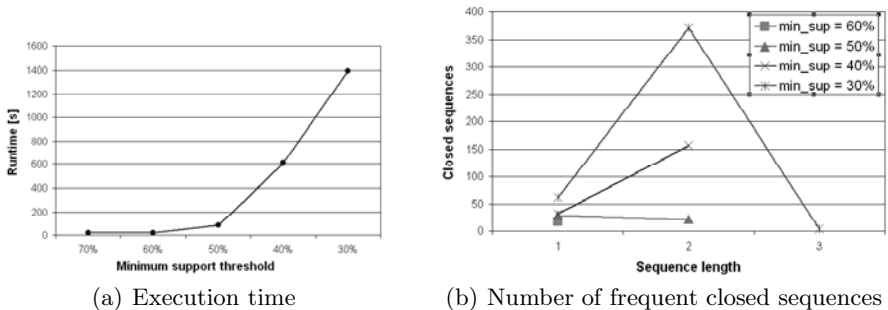 1600
1400
1200
1000
800
600
400
200
0
Runtime [s]
70% 60% 50% 40% 30%
Minimum support threshold
(a) Execution time
400
350
300
250
200
150
100
50
0
Closed sequences
min_sup = 60%
min_sup = 50%
min_sup = 40%
min_sup = 30%
1 2 3
Sequence length
(b) Number of frequent closed sequences